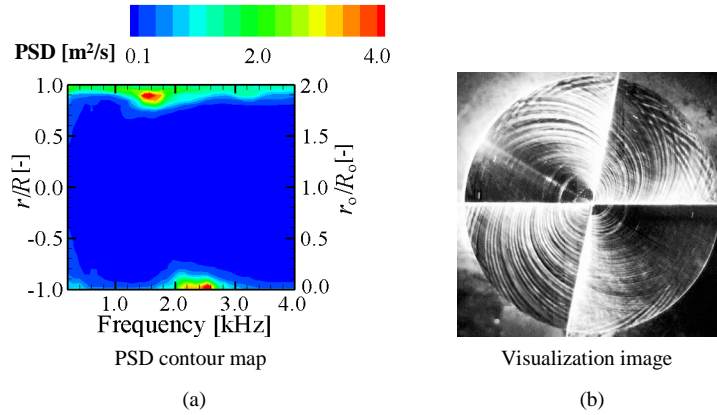 PSD [m²/s] 0.1 2.0 4.0
1.0 2.0
0.5 1.5
0.0 1.0
-0.5 0.5
-1.0 0.0
r/R [-]
r₀/R₀[-]
1.0 2.0 3.0 4.0
Frequency [kHz]
PSD contour map
Visualization image
(a)
(b)